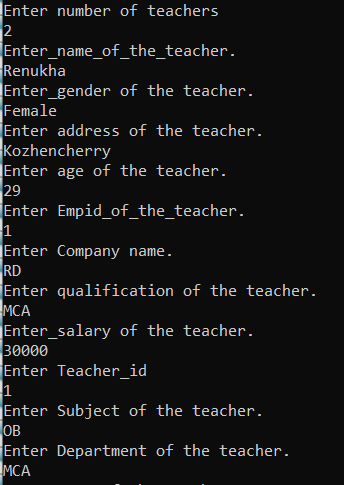 Enter number of teachers
2
Enter_name_of_the_teacher.
Renukha
Enter_gender of the teacher.
Female
Enter address of the teacher.
Kozhencherry
Enter age of the teacher.
29
Enter Empid_of_the_teacher.
1
Enter Company name.
RD
Enter qualification of the teacher.
MCA
Enter_salary of the teacher.
30000
Enter Teacher_id
1
Enter Subject of the teacher.
OB
Enter Department of the teacher.
MCA